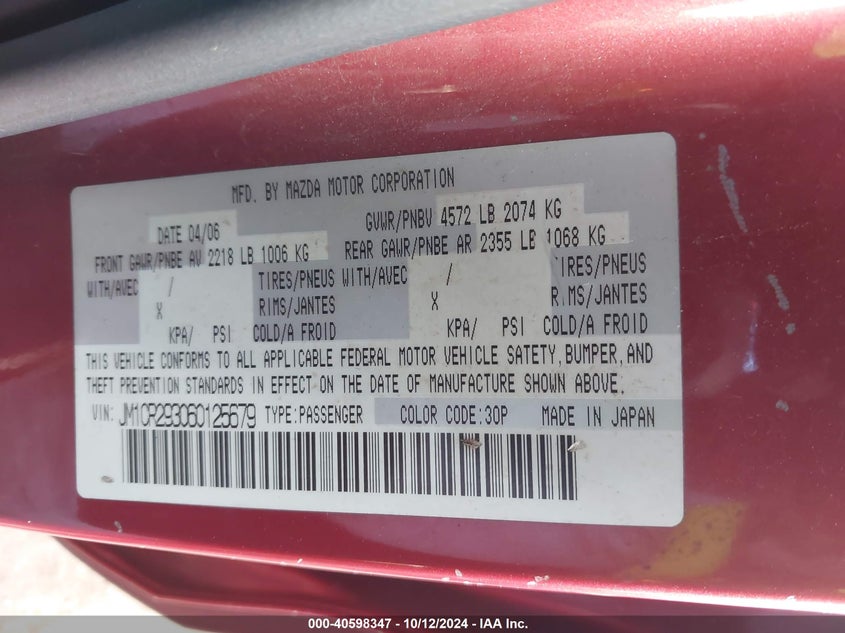 MFD. BY MAZDA MOTOR CORPORATION
DATE 04/06 GVWR/PNBV 4572 LB 2074 KG
FRONT GAWR/PNBE AV 2218 LB 1006 KG REAR GAWR/PNBE AR 2355 LB 1068 KG
WITH/AVEC / TIRES/PNEUS WITH/AVEC / TIRES/PNEUS
X RIMS/JANTES X RIMS/JANTES
KPA/ PSI COLD/A FROID KPA/ PSI COLD/A FROID
THIS VEHICLE CONFORMS TO ALL APPLICABLE FEDERAL MOTOR VEHICLE SAFETY, BUMPER, AND
THEFT PREVENTION STANDARDS IN EFFECT ON THE DATE OF MANUFACTURE SHOWN ABOVE.
VIN: JM1CR293060125679 TYPE: PASSENGER COLOR CODE: 30P MADE IN JAPAN
000-40598347 - 10/12/2024 - IAA Inc.